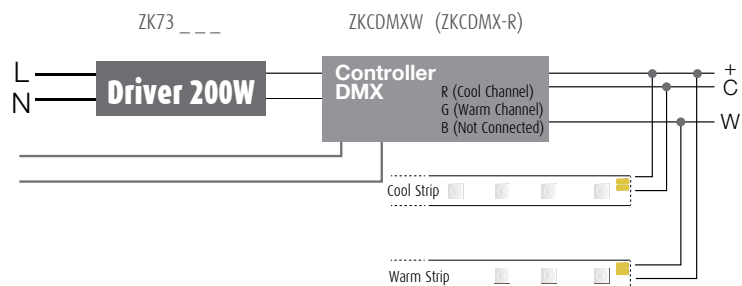 ZK73 _ _ _
ZKCDMXW (ZKCDMX-R)
L
N
Driver 200W
Controller
DMX
R (Cool Channel)
G (Warm Channel)
B (Not Connected)
+
C
W
Cool Strip
Warm Strip